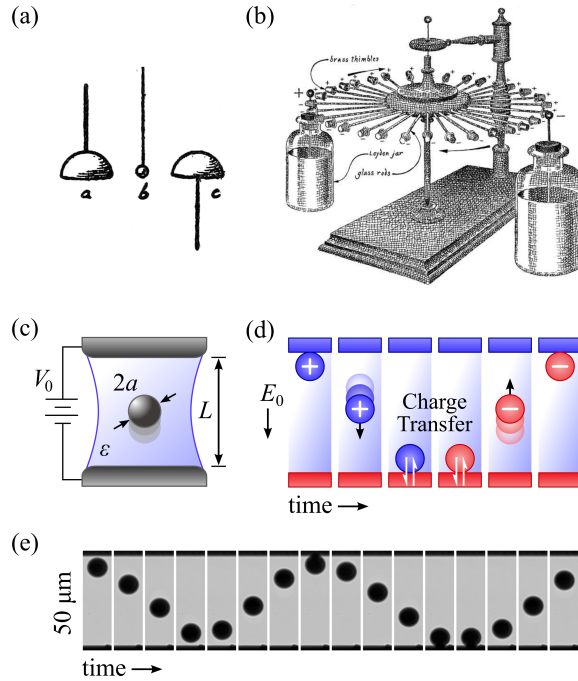 (a)
(b)
a b c
brass thimbles
+
−
Leyden jar
glass rods
(c)
(d)
V₀
2a
L
ε
E₀
+ + − −
Charge
Transfer
time
(e)
50 μm
time